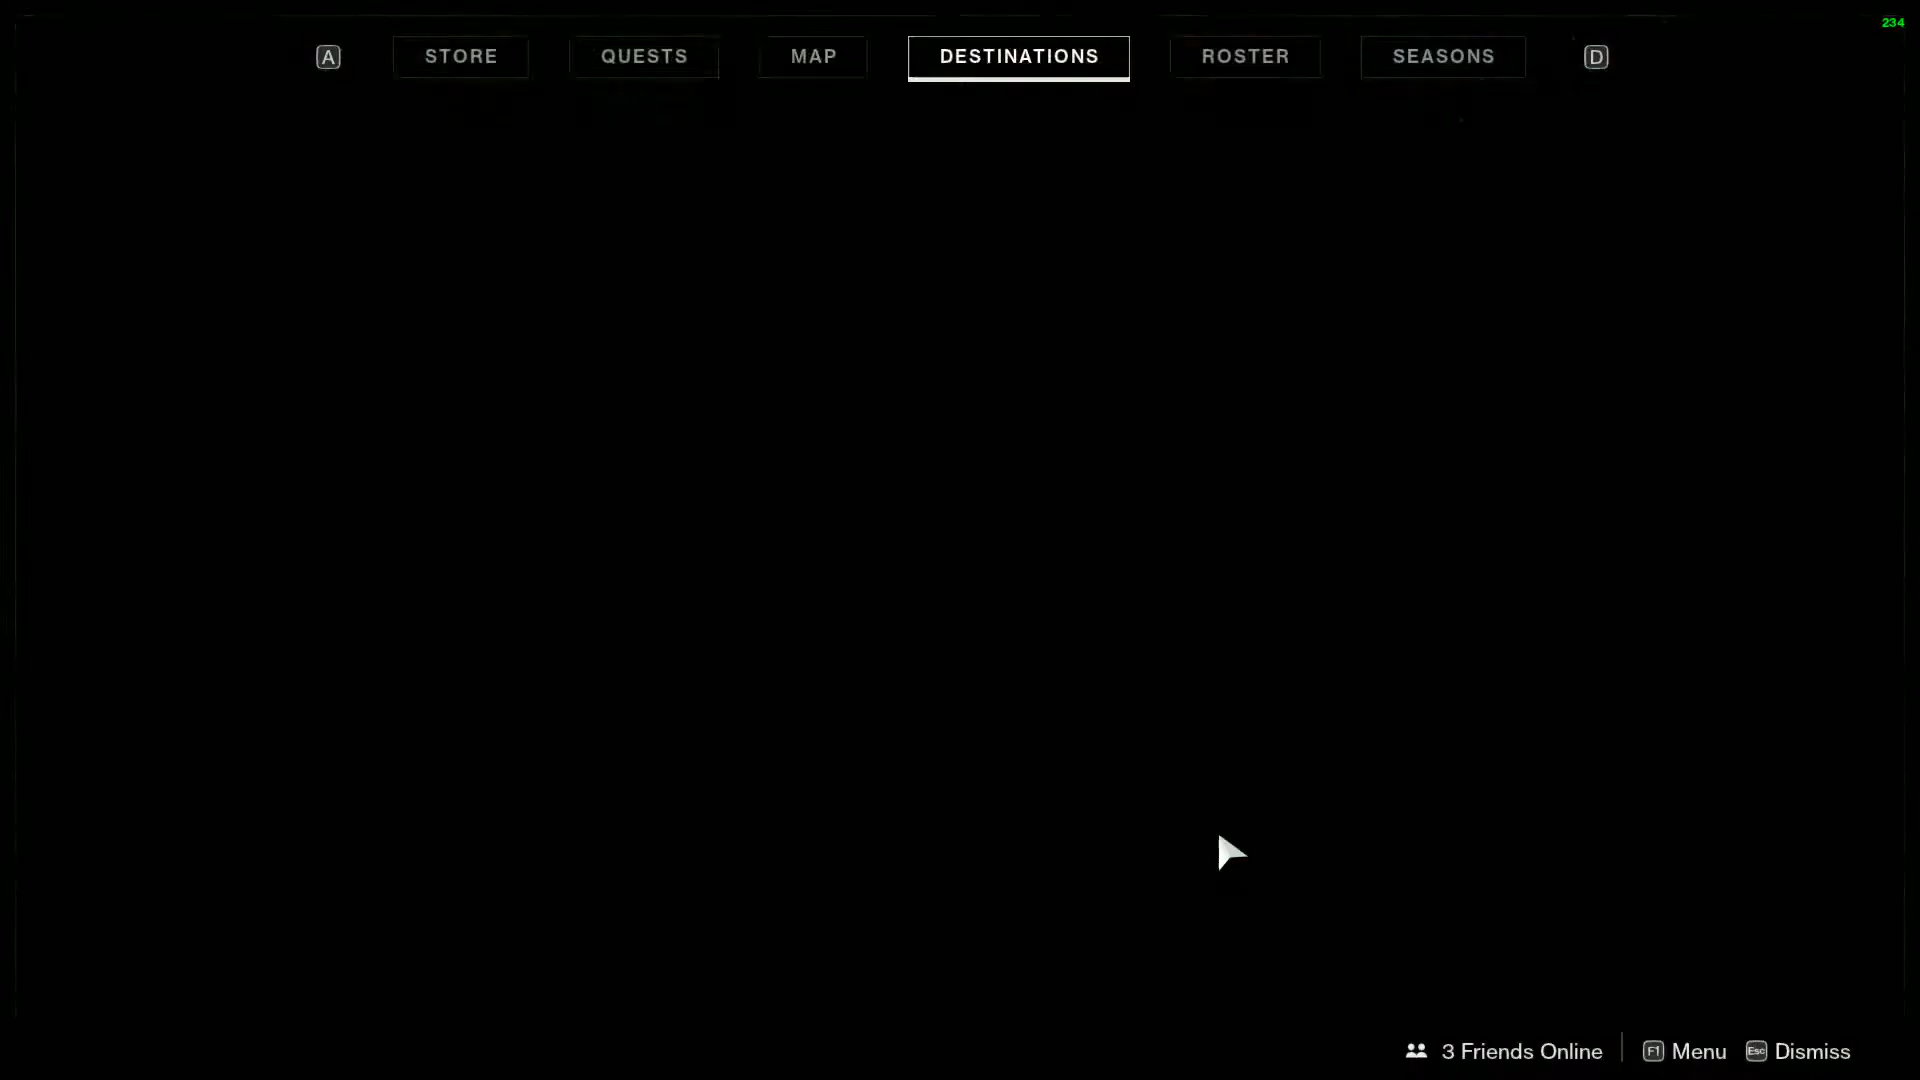 234
A STORE QUESTS MAP DESTINATIONS ROSTER SEASONS D
3 Friends Online F1 Menu Esc Dismiss